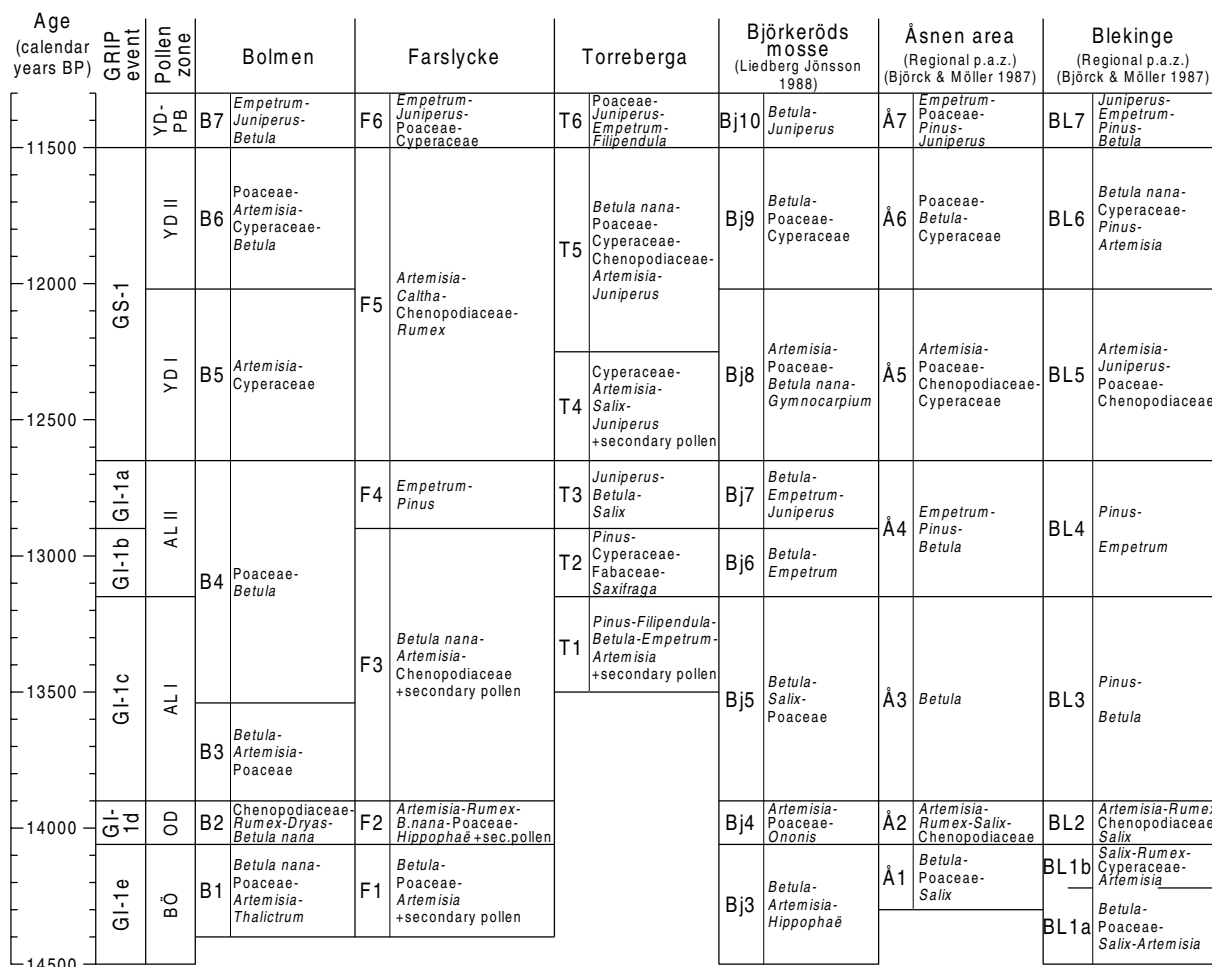 Age
(calendar
years BP)
GRIP
event
Pollen
zone
Bolmen
Farslycke
Torreberga
Björkeröds
mosse
(Liedberg Jönsson
1988)
Åsnen area
(Regional p.a.z.)
(Björck & Möller 1987)
Blekinge
(Regional p.a.z.)
(Björck & Möller 1987)
11500
12000
12500
13000
13500
14000
14500
GS-1
GI-1a
GI-1b
GI-1c
GI-
1d
GI-1e
YD-
PB
YD II
YD I
AL II
AL I
OD
BÖ
B7
Empetrum-
Juniperus-
Betula
B6
Poaceae-
Artemisia-
Cyperaceae-
Betula
B5
Artemisia-
Cyperaceae
B4
Poaceae-
Betula
B3
Betula-
Artemisia-
Poaceae
B2
Chenopodiaceae-
Rumex-Dryas-
Betula nana
B1
Betula nana-
Poaceae-
Artemisia-
Thalictrum
F6
Empetrum-
Juniperus-
Poaceae-
Cyperaceae
F5
Artemisia-
Caltha-
Chenopodiaceae-
Rumex
F4
Empetrum-
Pinus
F3
Betula nana-
Artemisia-
Chenopodiaceae
+secondary pollen
F2
Artemisia-Rumex-
B.nana-Poaceae-
Hippophaë+sec.pollen
F1
Betula-
Poaceae-
Artemisia
+secondary pollen
T6
Poaceae-
Juniperus-
Empetrum-
Filipendula
T5
Betula nana-
Poaceae-
Cyperaceae-
Chenopodiaceae-
Artemisia-
Juniperus
T4
Cyperaceae-
Artemisia-
Salix-
Juniperus
+secondary pollen
T3
Juniperus-
Betula-
Salix
T2
Pinus-
Cyperaceae-
Fabaceae-
Saxifraga
T1
Pinus-Filipendula-
Betula-Empetrum-
Artemisia
+secondary pollen
Bj10
Betula-
Juniperus
Bj9
Betula-
Poaceae-
Cyperaceae
Bj8
Artemisia-
Poaceae-
Betula nana-
Gymnocarpium
Bj7
Betula-
Empetrum-
Juniperus
Bj6
Betula-
Empetrum
Bj5
Betula-
Salix-
Poaceae
Bj4
Artemisia-
Poaceae-
Ononis
Bj3
Betula-
Artemisia-
Hippophaë
Å7
Empetrum-
Poaceae-
Pinus-
Juniperus
Å6
Poaceae-
Betula-
Cyperaceae
Å5
Artemisia-
Poaceae-
Chenopodiaceae-
Cyperaceae
Å4
Empetrum-
Pinus-
Betula
Å3
Betula
Å2
Artemisia-
Rumex-Salix-
Chenopodiaceae
Å1
Betula-
Poaceae-
Salix
BL7
Juniperus-
Empetrum-
Pinus-
Betula
BL6
Betula nana-
Cyperaceae-
Pinus-
Artemisia
BL5
Artemisia-
Juniperus-
Poaceae-
Chenopodiaceae
BL4
Pinus-
Empetrum
BL3
Pinus-
Betula
BL2
Artemisia-Rumex
Chenopodiaceae
Salix
BL1b
Salix-Rumex-
Cyperaceae-
Artemisia
BL1a
Betula-
Poaceae-
Salix-Artemisia